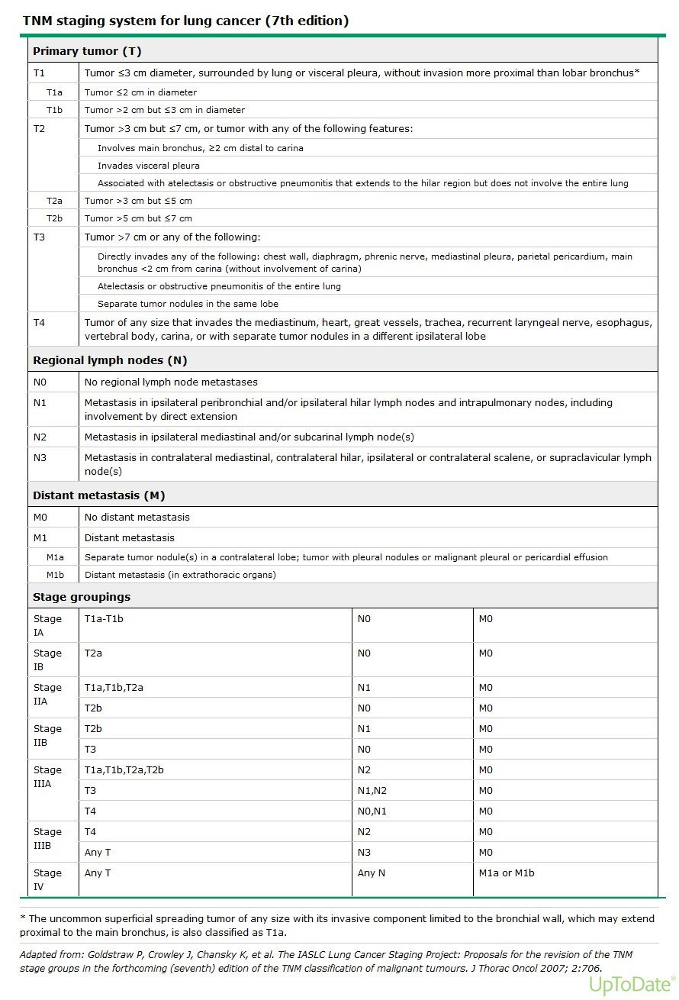 TNM staging system for lung cancer (7th edition)
Primary tumor (T)
T1 Tumor ≤3 cm diameter, surrounded by lung or visceral pleura, without invasion more proximal than lobar bronchus*
T1a Tumor ≤2 cm in diameter
T1b Tumor >2 cm but ≤3 cm in diameter
T2 Tumor >3 cm but ≤7 cm, or tumor with any of the following features:
Involves main bronchus, ≥2 cm distal to carina
Invades visceral pleura
Associated with atelectasis or obstructive pneumonitis that extends to the hilar region but does not involve the entire lung
T2a Tumor >3 cm but ≤5 cm
T2b Tumor >5 cm but ≤7 cm
T3 Tumor >7 cm or any of the following:
Directly invades any of the following: chest wall, diaphragm, phrenic nerve, mediastinal pleura, parietal pericardium, main
bronchus <2 cm from carina (without involvement of carina)
Atelectasis or obstructive pneumonitis of the entire lung
Separate tumor nodules in the same lobe
T4 Tumor of any size that invades the mediastinum, heart, great vessels, trachea, recurrent laryngeal nerve, esophagus,
vertebral body, carina, or with separate tumor nodules in a different ipsilateral lobe
Regional lymph nodes (N)
N0 No regional lymph node metastases
N1 Metastasis in ipsilateral peribronchial and/or ipsilateral hilar lymph nodes and intrapulmonary nodes, including
involvement by direct extension
N2 Metastasis in ipsilateral mediastinal and/or subcarinal lymph node(s)
N3 Metastasis in contralateral mediastinal, contralateral hilar, ipsilateral or contralateral scalene, or supraclavicular lymph
node(s)
Distant metastasis (M)
M0 No distant metastasis
M1 Distant metastasis
M1a Separate tumor nodule(s) in a contralateral lobe; tumor with pleural nodules or malignant pleural or pericardial effusion
M1b Distant metastasis (in extrathoracic organs)
Stage groupings
Stage IA T1a-T1b N0 M0
Stage IB T2a N0 M0
Stage IIA T1a,T1b,T2a N1 M0
T2b N0 M0
Stage IIB T2b N1 M0
T3 N0 M0
Stage IIIA T1a,T1b,T2a,T2b N2 M0
T3 N1,N2 M0
T4 N0,N1 M0
Stage IIIB T4 N2 M0
Any T N3 M0
Stage IV Any T Any N M1a or M1b
* The uncommon superficial spreading tumor of any size with its invasive component limited to the bronchial wall, which may extend
proximal to the main bronchus, is also classified as T1a.
Adapted from: Goldstraw P, Crowley J, Chansky K, et al. The IASLC Lung Cancer Staging Project: Proposals for the revision of the TNM
stage groups in the forthcoming (seventh) edition of the TNM classification of malignant tumours. J Thorac Oncol 2007; 2:706.
UpToDate®